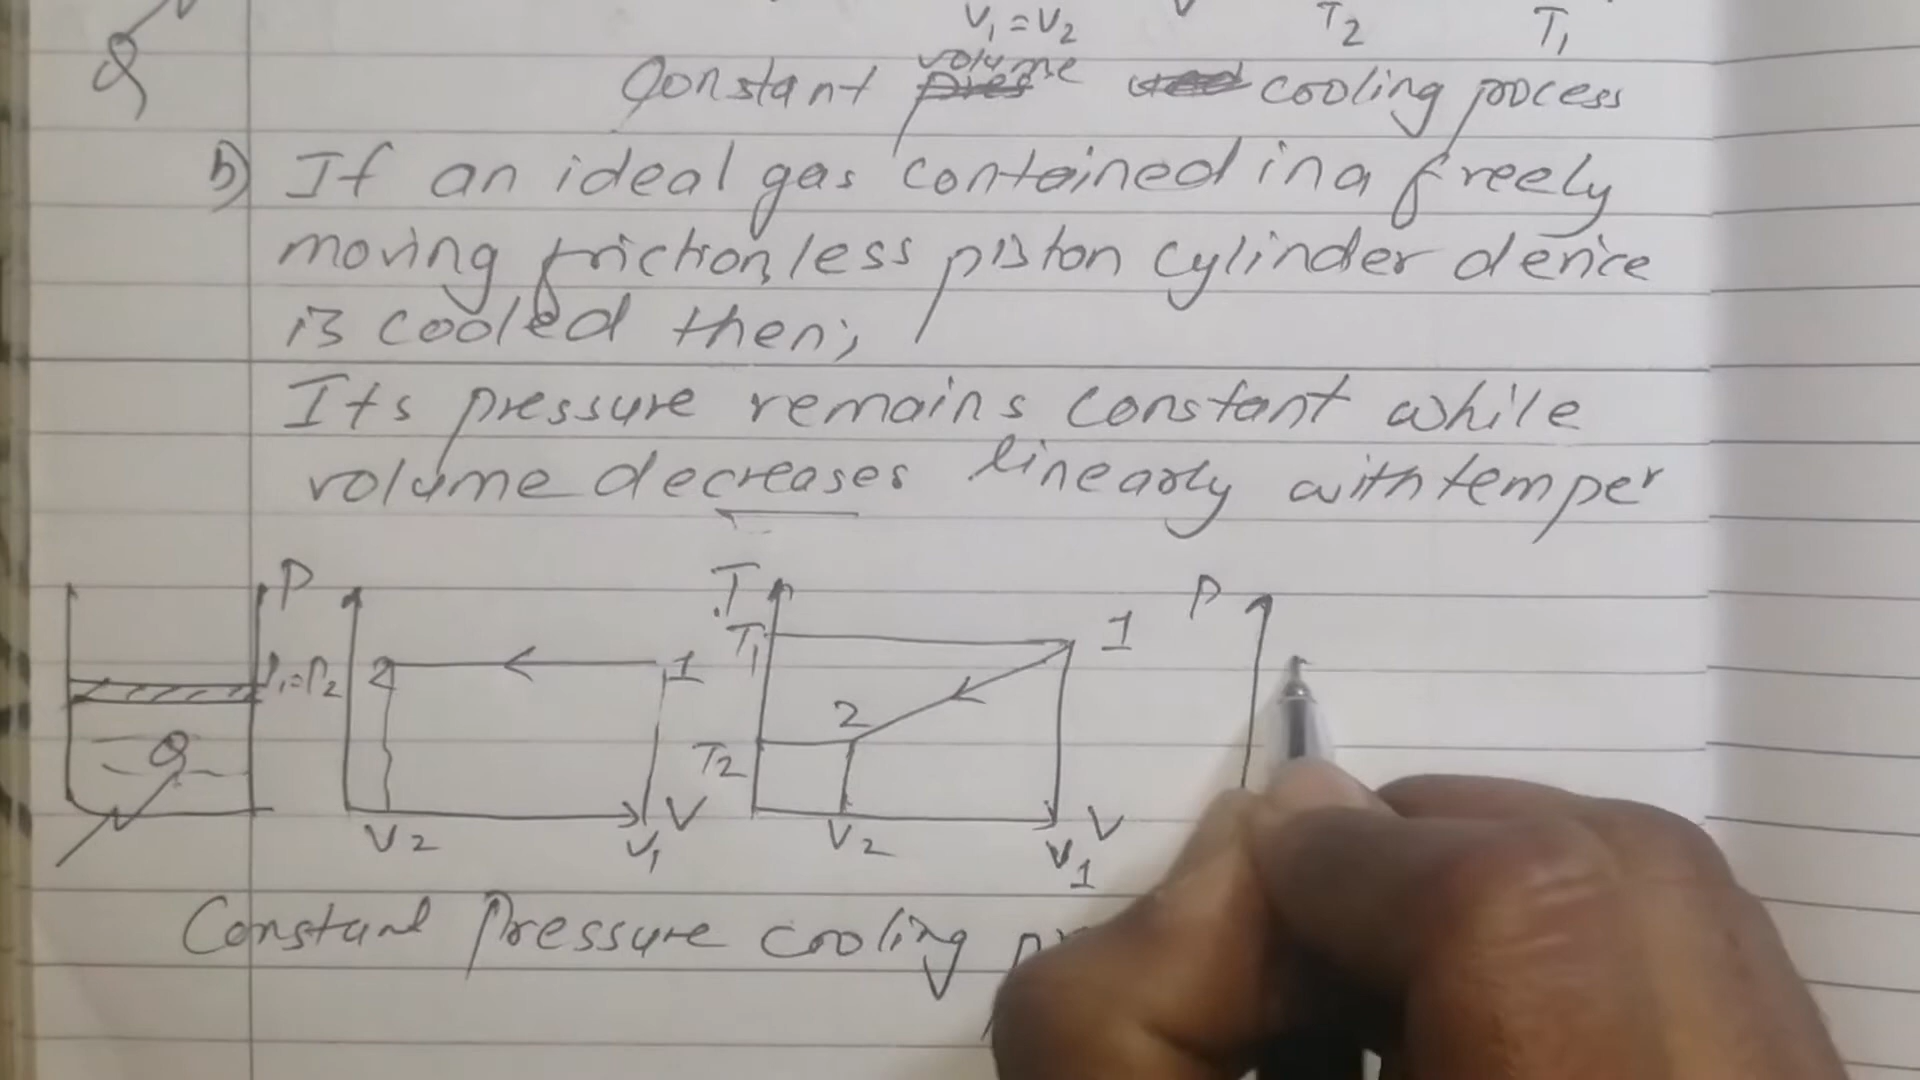 V₁ = V₂ V T₂ T₁
Q
Constant volume cooling process
b) If an ideal gas contained in a freely
moving frictionless piston cylinder device
is cooled then;
Its pressure remains constant while
volume decreases linearly with temper
P T P
T₁ 1
P₁=P₂ 2 1
Q 2
T₂
V₂ V₁ V V₂ V₁ V
Constant Pressure cooling